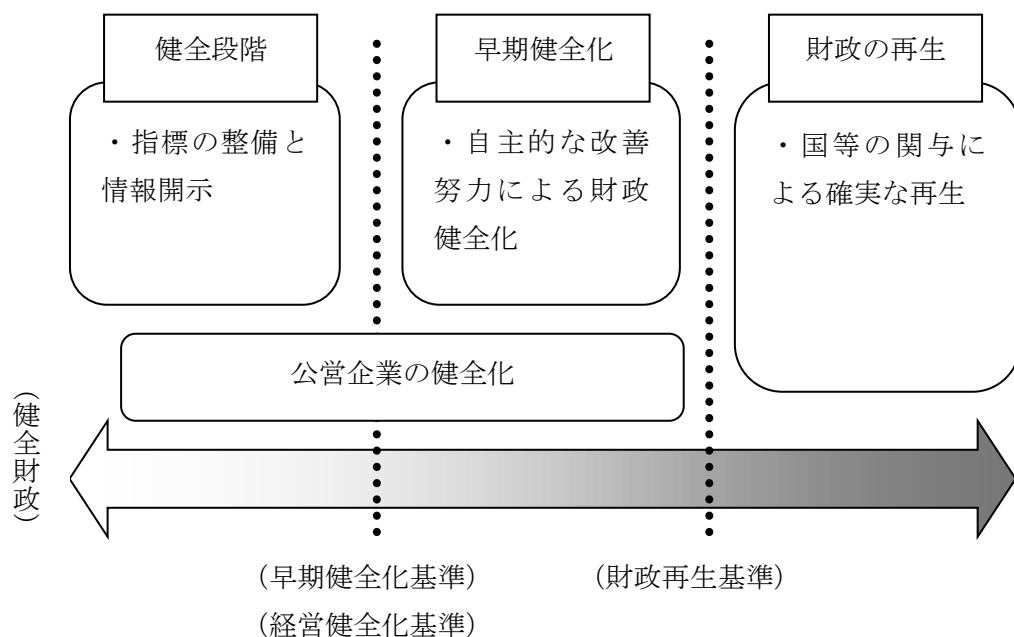 健全段階
・指標の整備と
情報開示
早期健全化
・自主的な改善
努力による財政
健全化
財政の再生
・国等の関与に
よる確実な再生
公営企業の健全化
(健全財政)
(早期健全化基準)
(経営健全化基準)
(財政再生基準)